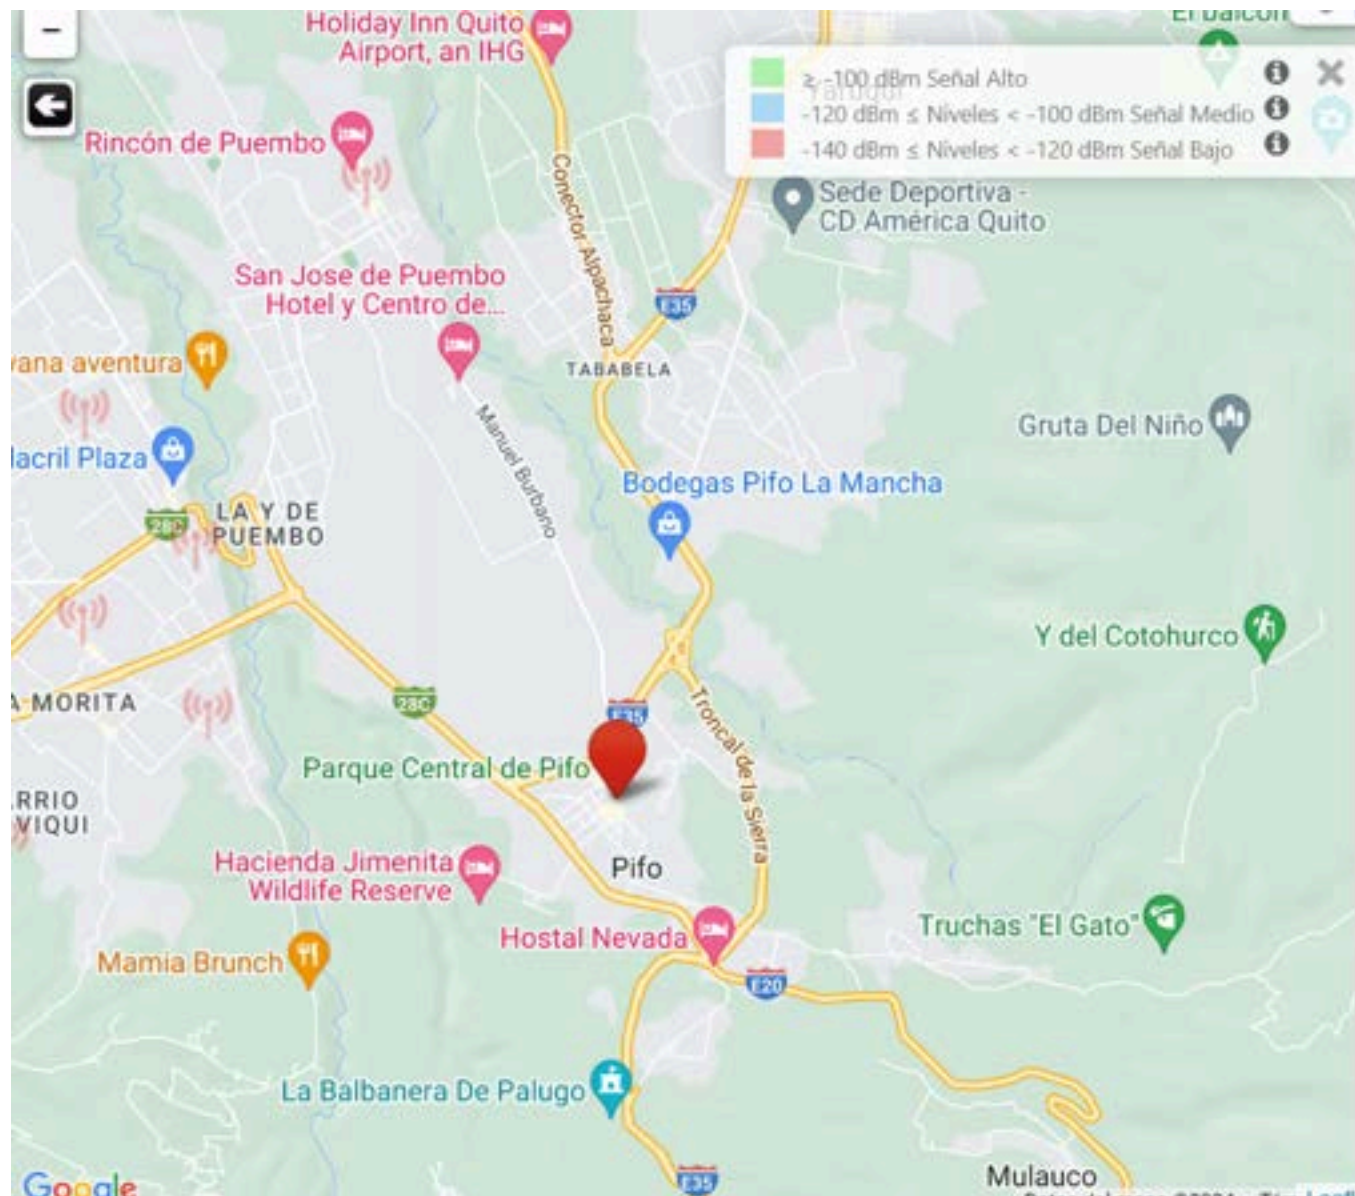 Holiday Inn Quito
Airport, an IHG
El Balcón
≥ -100 dBm Señal Alto
-120 dBm ≤ Niveles < -100 dBm Señal Medio
-140 dBm ≤ Niveles < -120 dBm Señal Bajo
Rincón de Puembo
Conector Alpachaca
Sede Deportiva -
CD América Quito
San Jose de Puembo
Hotel y Centro de...
E35
vana aventura
TABABELA
Manuel Burbano
Gruta Del Niño
lacril Plaza
Bodegas Pifo La Mancha
28C
LA Y DE
PUEMBO
Y del Cotohurco
A MORITA
28C
E35
Troncal de la Sierra
Parque Central de Pifo
RRIO
VIQUI
Hacienda Jimenita
Wildlife Reserve
Pifo
Truchas "El Gato"
Hostal Nevada
Mamia Brunch
E20
La Balbanera De Palugo
Mulauco
E35
Google